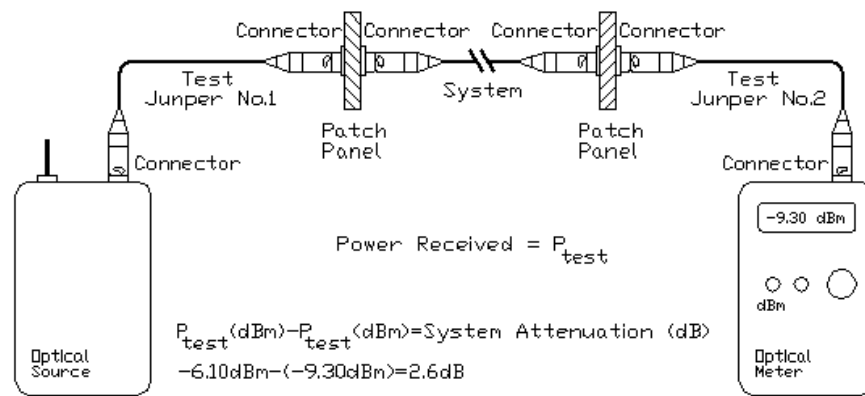 Connector Connector Connector Connector
Test
Junper No.1
System
Test
Junper No.2
Patch
Panel
Patch
Panel
Connector
Connector
-9.30 dBm
Power Received = Ptest
dBm
Ptest(dBm)-Ptest(dBm)=System Attenuation (dB)
-6.10dBm-(-9.30dBm)=2.6dB
Optical
Source
Optical
Meter